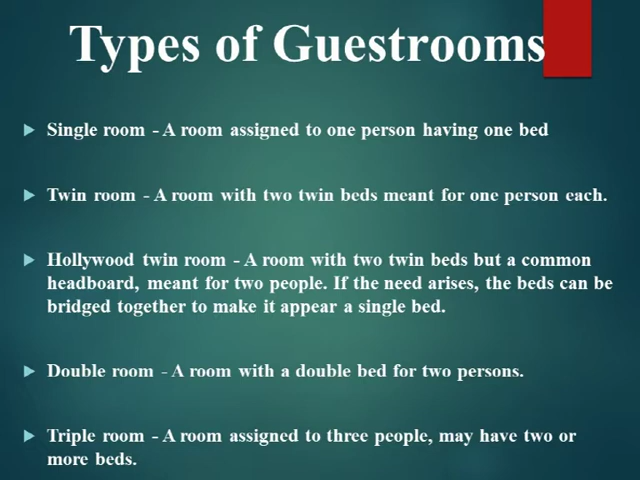 Types of Guestrooms
Single room - A room assigned to one person having one bed
Twin room - A room with two twin beds meant for one person each.
Hollywood twin room - A room with two twin beds but a common
headboard, meant for two people. If the need arises, the beds can be
bridged together to make it appear a single bed.
Double room - A room with a double bed for two persons.
Triple room - A room assigned to three people, may have two or
more beds.